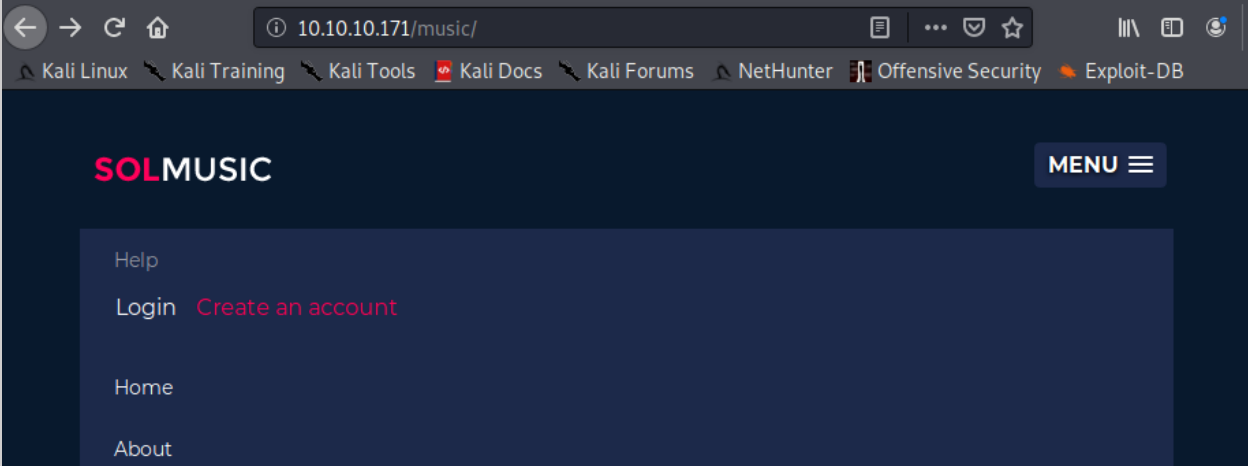 10.10.10.171/music/
Kali Linux Kali Training Kali Tools Kali Docs Kali Forums NetHunter Offensive Security Exploit-DB
SOLMUSIC MENU
Help
Login Create an account
Home
About